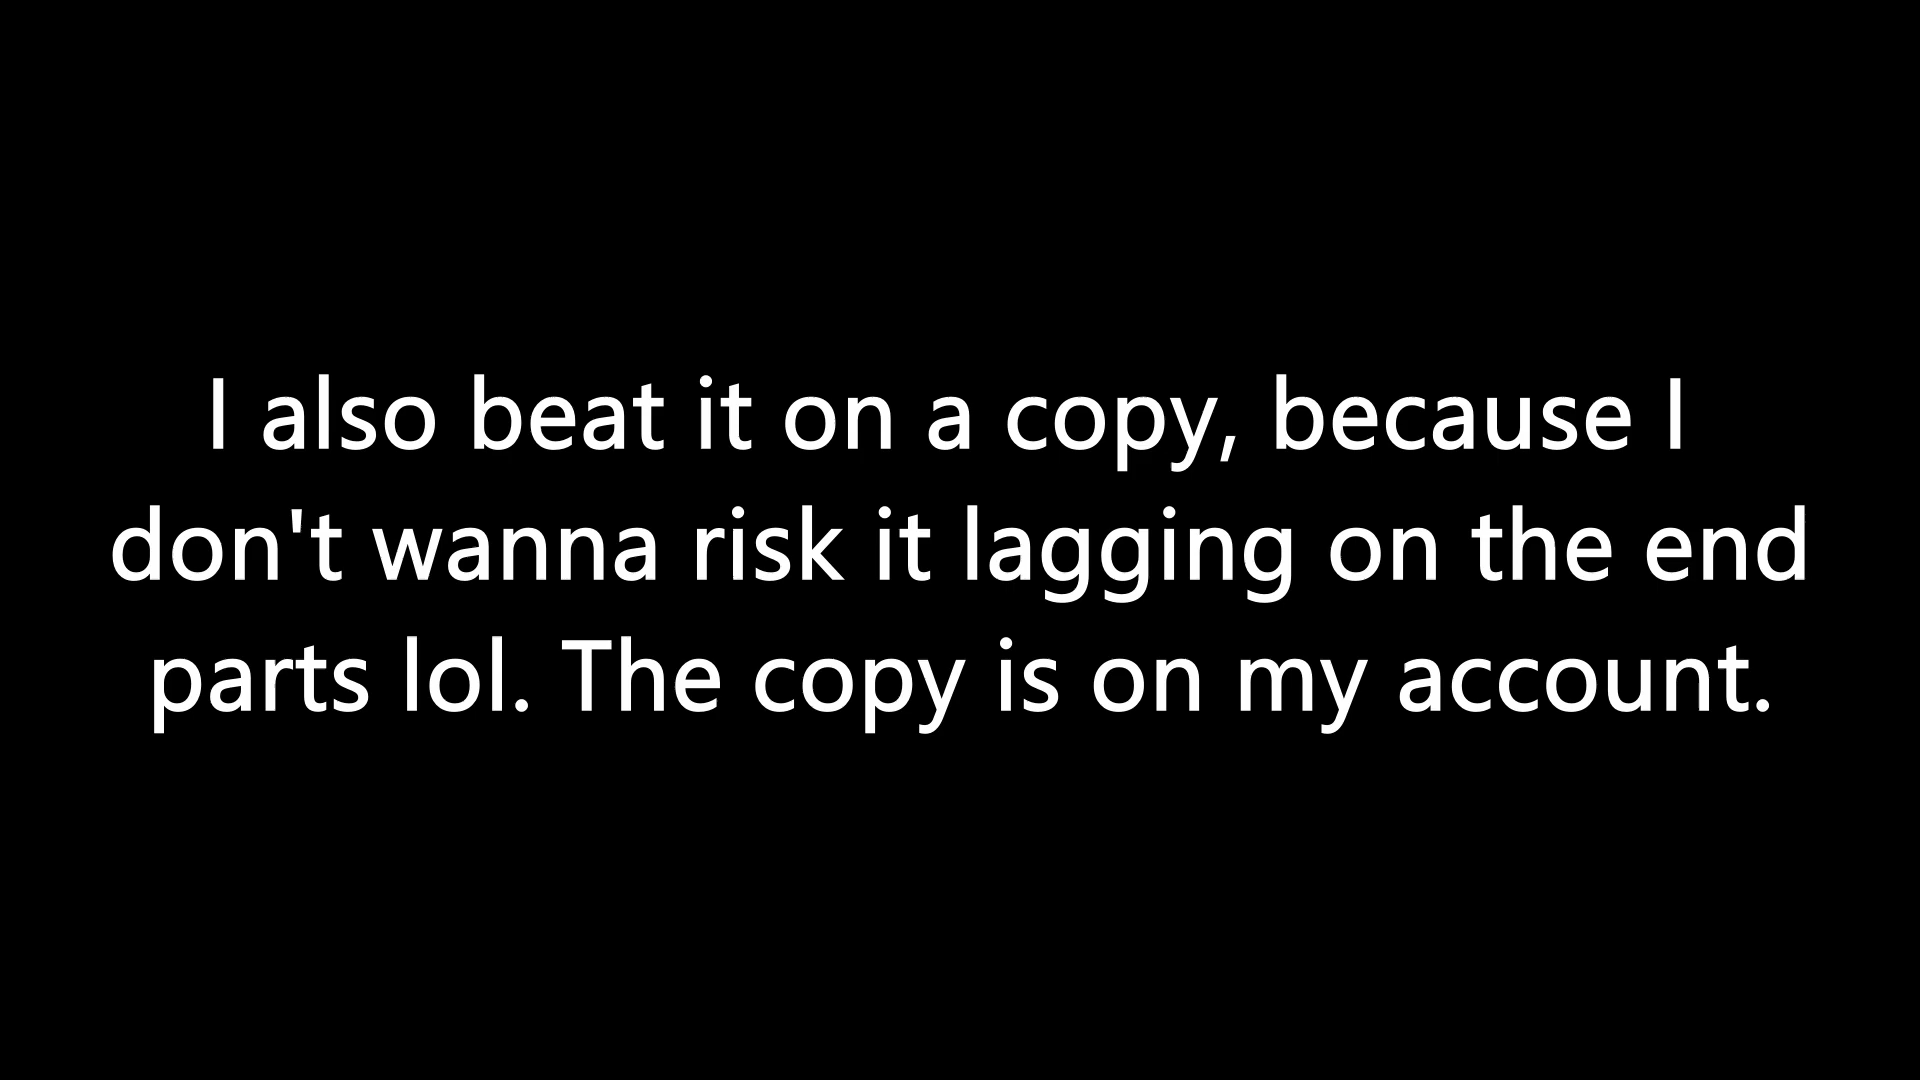 I also beat it on a copy, because I
don't wanna risk it lagging on the end
parts lol. The copy is on my account.